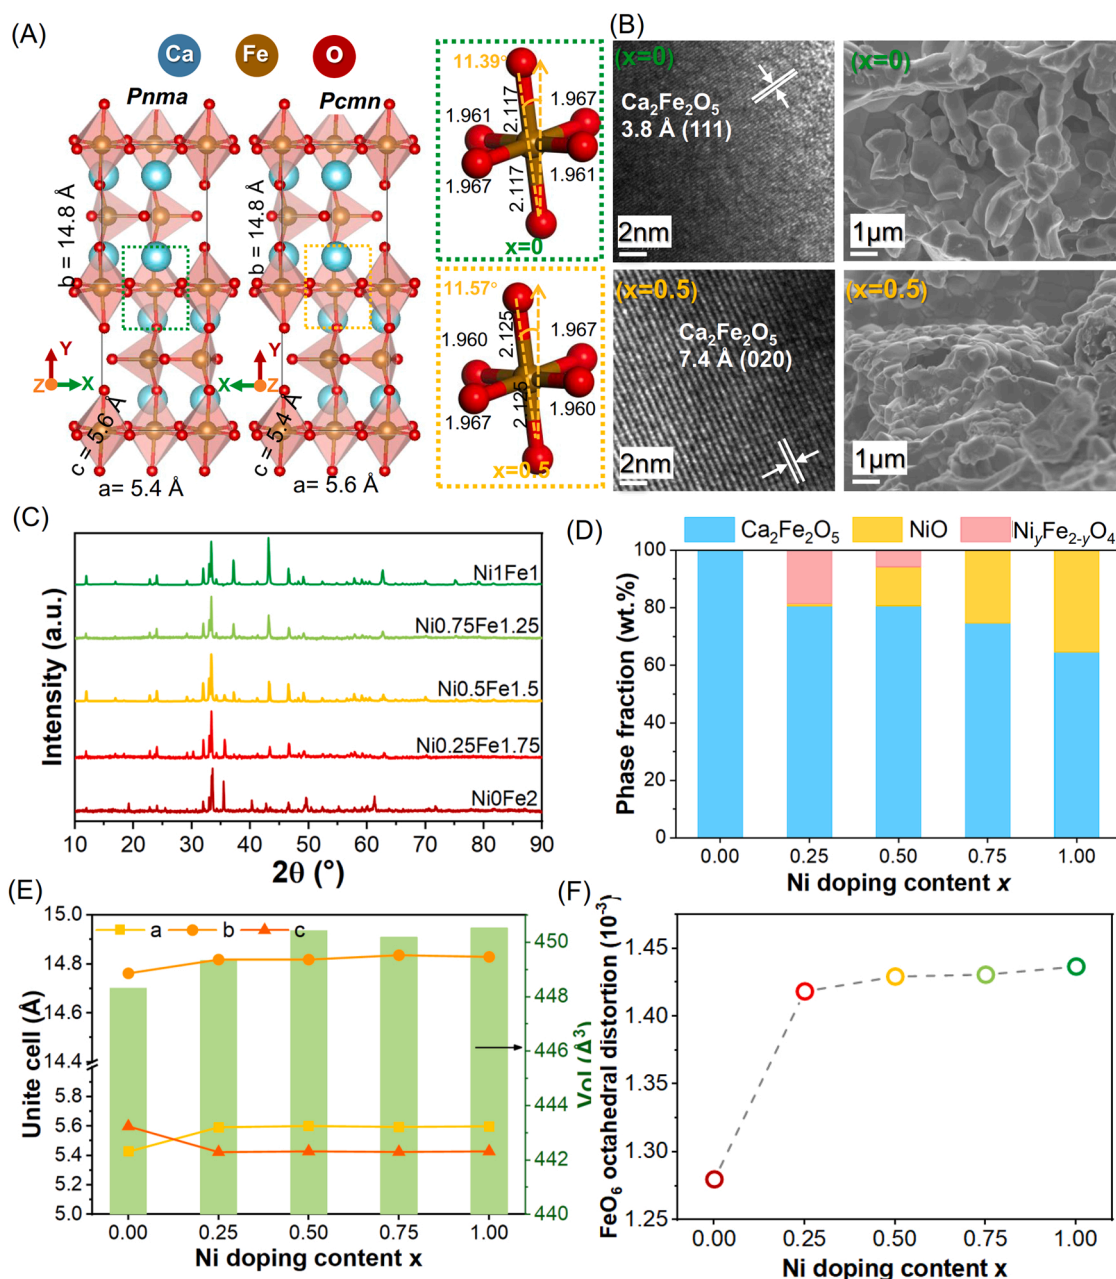 (A)
Ca
Fe
O
Pnma
Pcmn
b = 14.8 Å
b = 14.8 Å
Y
Z
X
Y
X
Z
c = 5.6 Å
c = 5.4 Å
a= 5.4 Å
a= 5.6 Å
11.39°
1.961
2.117
1.967
1.967
2.117
1.961
x=0
11.57°
1.960
2.125
1.967
1.967
2.125
1.960
x=0.5
(B)
(x=0)
Ca2Fe2O5
3.8 Å (111)
2nm
(x=0)
1μm
(x=0.5)
Ca2Fe2O5
7.4 Å (020)
2nm
(x=0.5)
1μm
(C)
Intensity (a.u.)
Ni1Fe1
Ni0.75Fe1.25
Ni0.5Fe1.5
Ni0.25Fe1.75
Ni0Fe2
10 20 30 40 50 60 70 80 90
2θ (°)
(D)
Ca2Fe2O5
NiO
NiyFe2-yO4
Phase fraction (wt.%)
100
80
60
40
20
0
0.00 0.25 0.50 0.75 1.00
Ni doping content x
(E)
a b c
Unite cell (Å)
15.0
14.8
14.6
14.4
5.8
5.6
5.4
5.2
5.0
450
448
446
444
442
440
Vol (Å3)
0.00 0.25 0.50 0.75 1.00
Ni doping content x
(F)
FeO6 octahedral distortion (10-3)
1.45
1.40
1.35
1.30
1.25
0.00 0.25 0.50 0.75 1.00
Ni doping content x